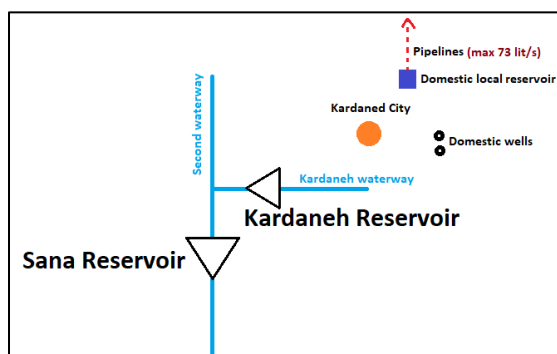 Pipelines (max 73 lit/s)
Domestic local reservoir
Kardaned City
Domestic wells
Second waterway
Kardaneh waterway
Kardaneh Reservoir
Sana Reservoir